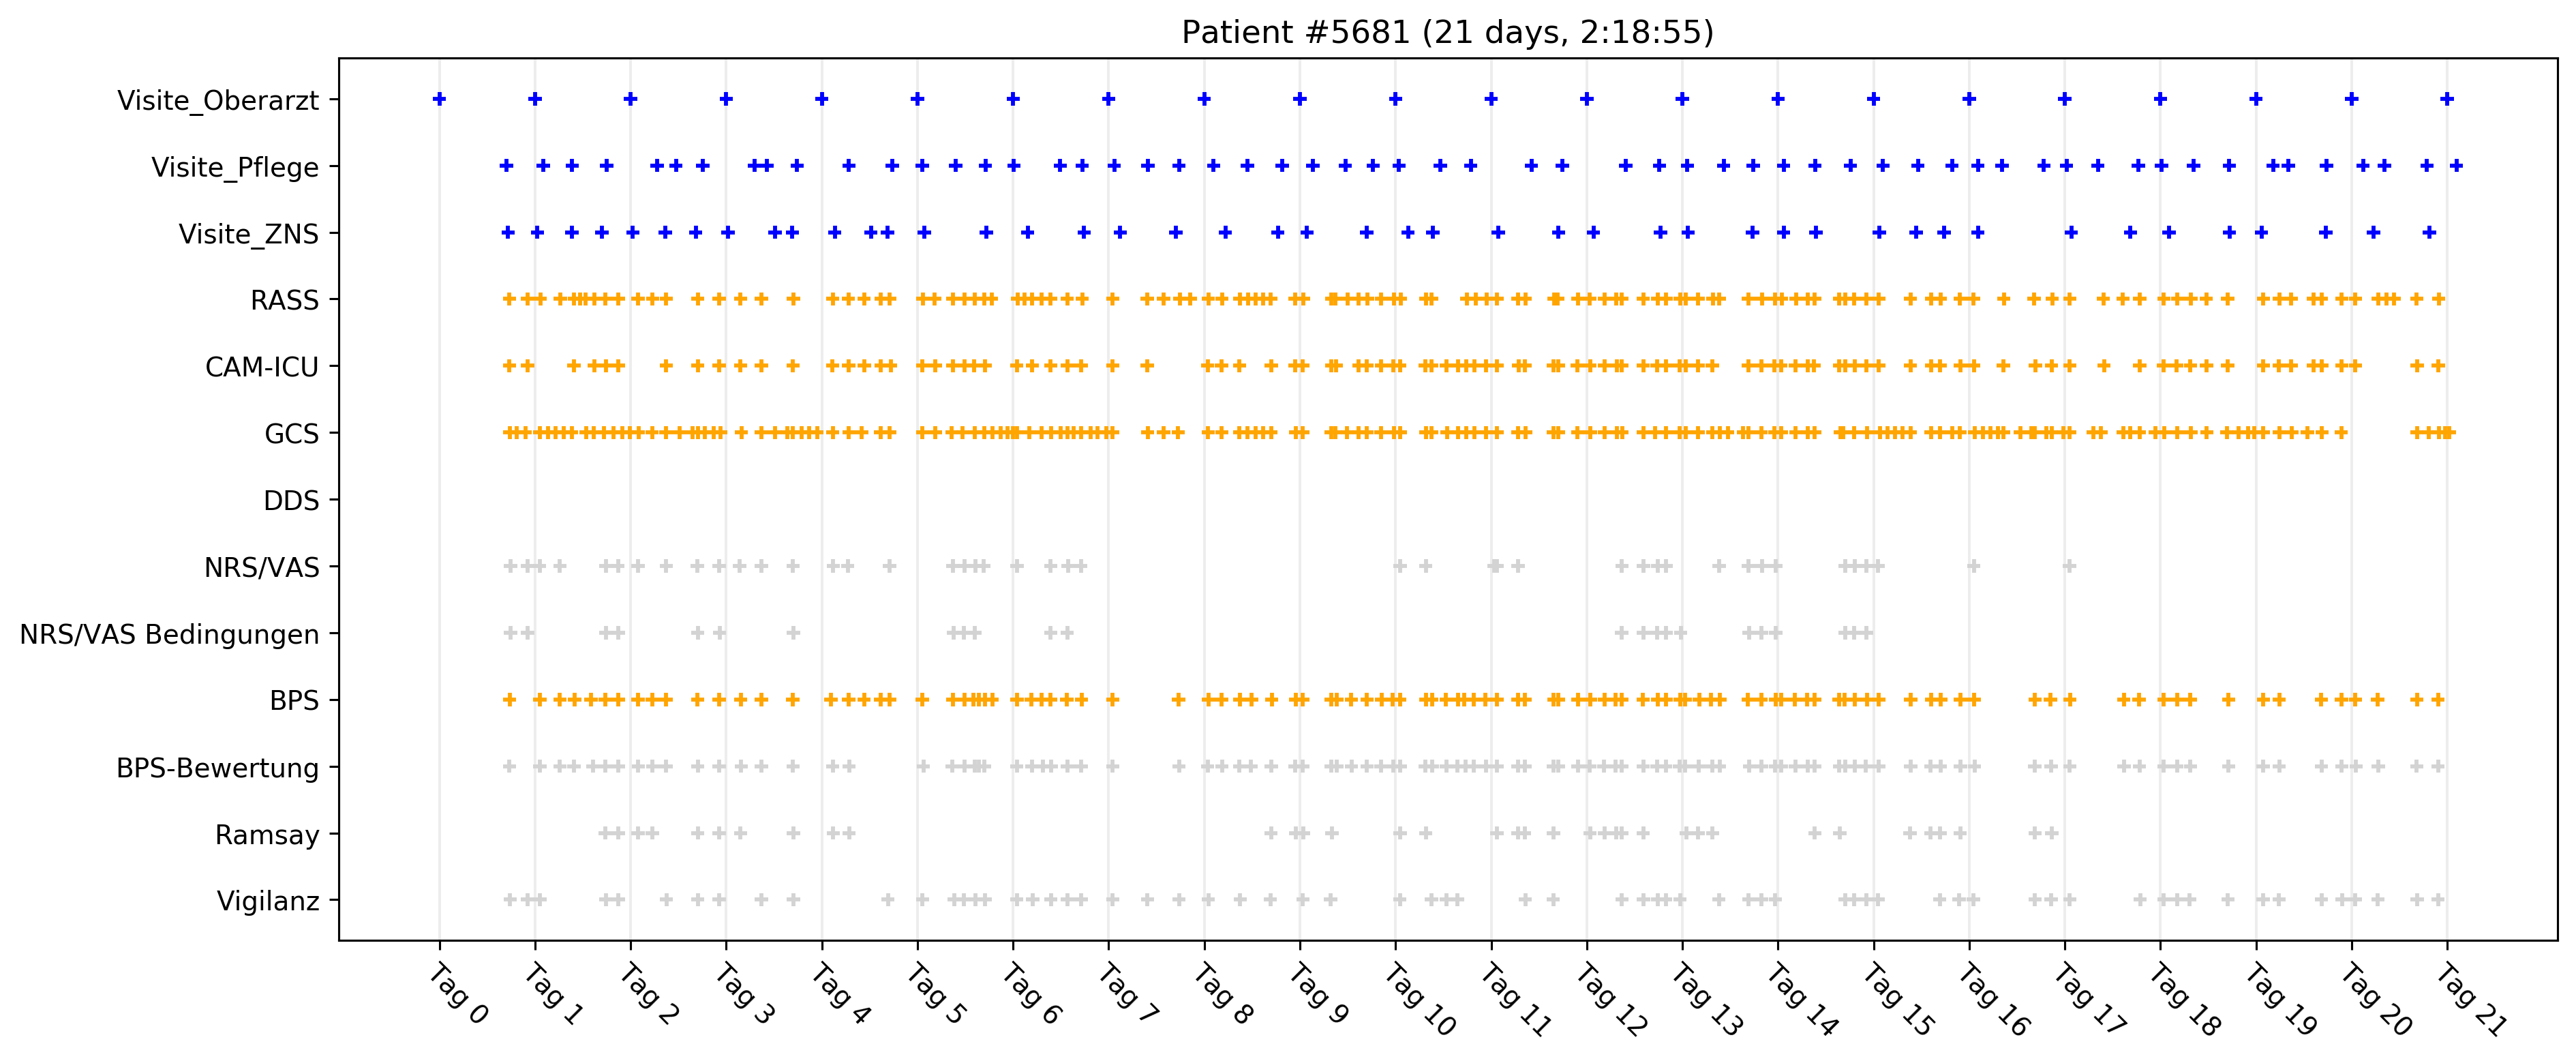 Patient #5681 (21 days, 2:18:55)
Visite_Oberarzt
Visite_Pflege
Visite_ZNS
RASS
CAM-ICU
GCS
DDS
NRS/VAS
NRS/VAS Bedingungen
BPS
BPS-Bewertung
Ramsay
Vigilanz
Tag 0
Tag 1
Tag 2
Tag 3
Tag 4
Tag 5
Tag 6
Tag 7
Tag 8
Tag 9
Tag 10
Tag 11
Tag 12
Tag 13
Tag 14
Tag 15
Tag 16
Tag 17
Tag 18
Tag 19
Tag 20
Tag 21